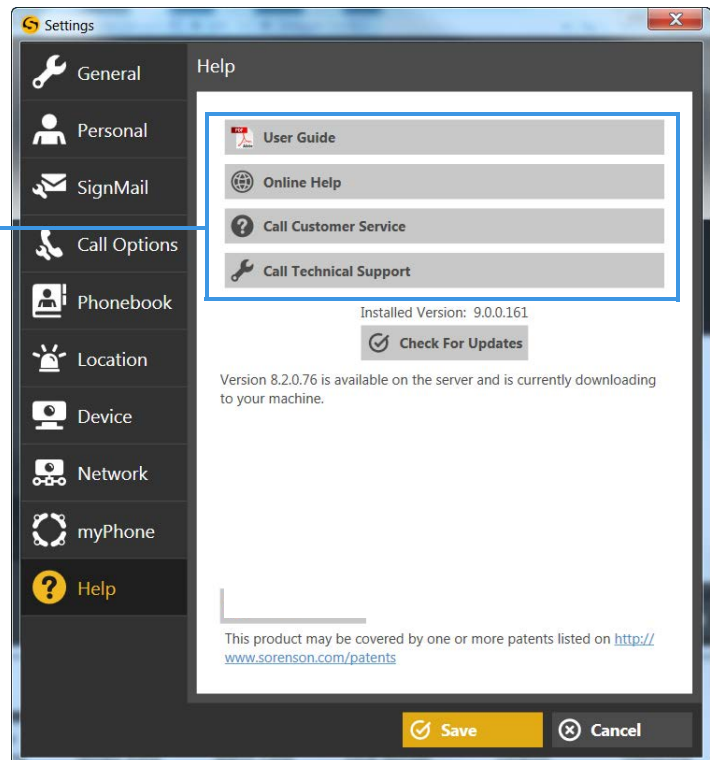 Settings
General
Personal
SignMail
Call Options
Phonebook
Location
Device
Network
myPhone
Help
Help
User Guide
Online Help
Call Customer Service
Call Technical Support
Installed Version: 9.0.0.161
Check For Updates
Version 8.2.0.76 is available on the server and is currently downloading
to your machine.
This product may be covered by one or more patents listed on http://
www.sorenson.com/patents
Save
Cancel